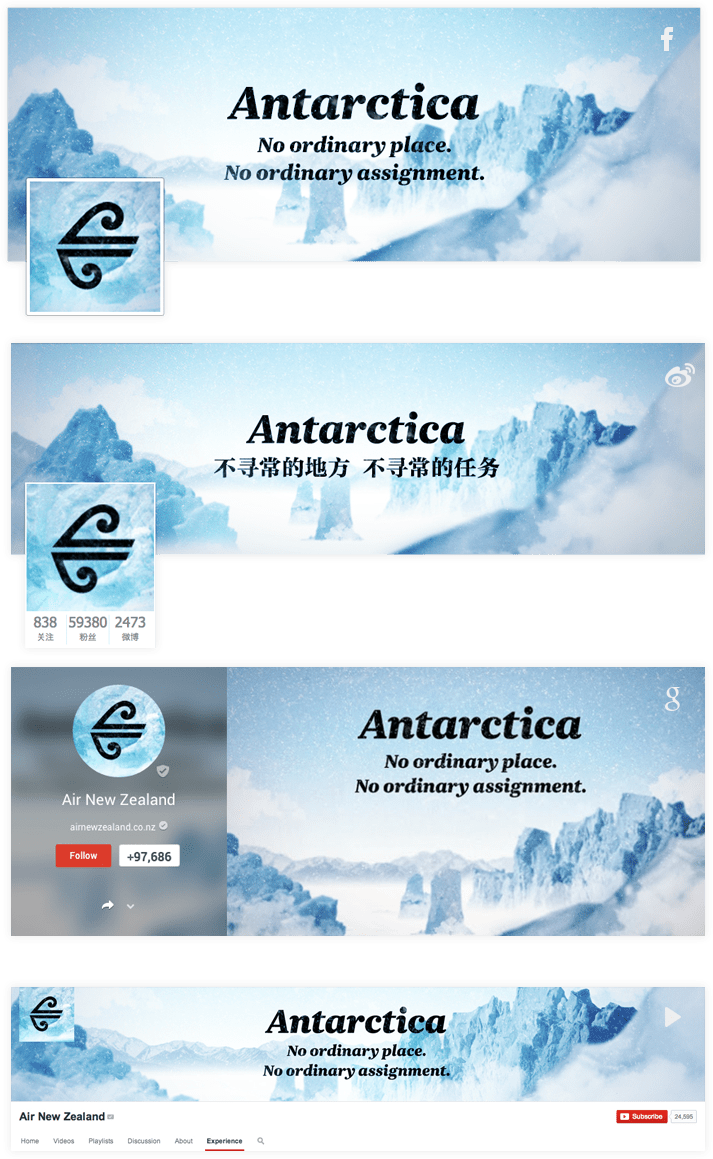 Antarctica
No ordinary place.
No ordinary assignment.
Antarctica
不寻常的地方 不寻常的任务
838 59380 2473
关注 粉丝 微博
Antarctica
No ordinary place.
No ordinary assignment.
Air New Zealand
airnewzealand.co.nz
Follow +97,686
Antarctica
No ordinary place.
No ordinary assignment.
Air New Zealand
Subscribe 24,595
Home Videos Playlists Discussion About Experience